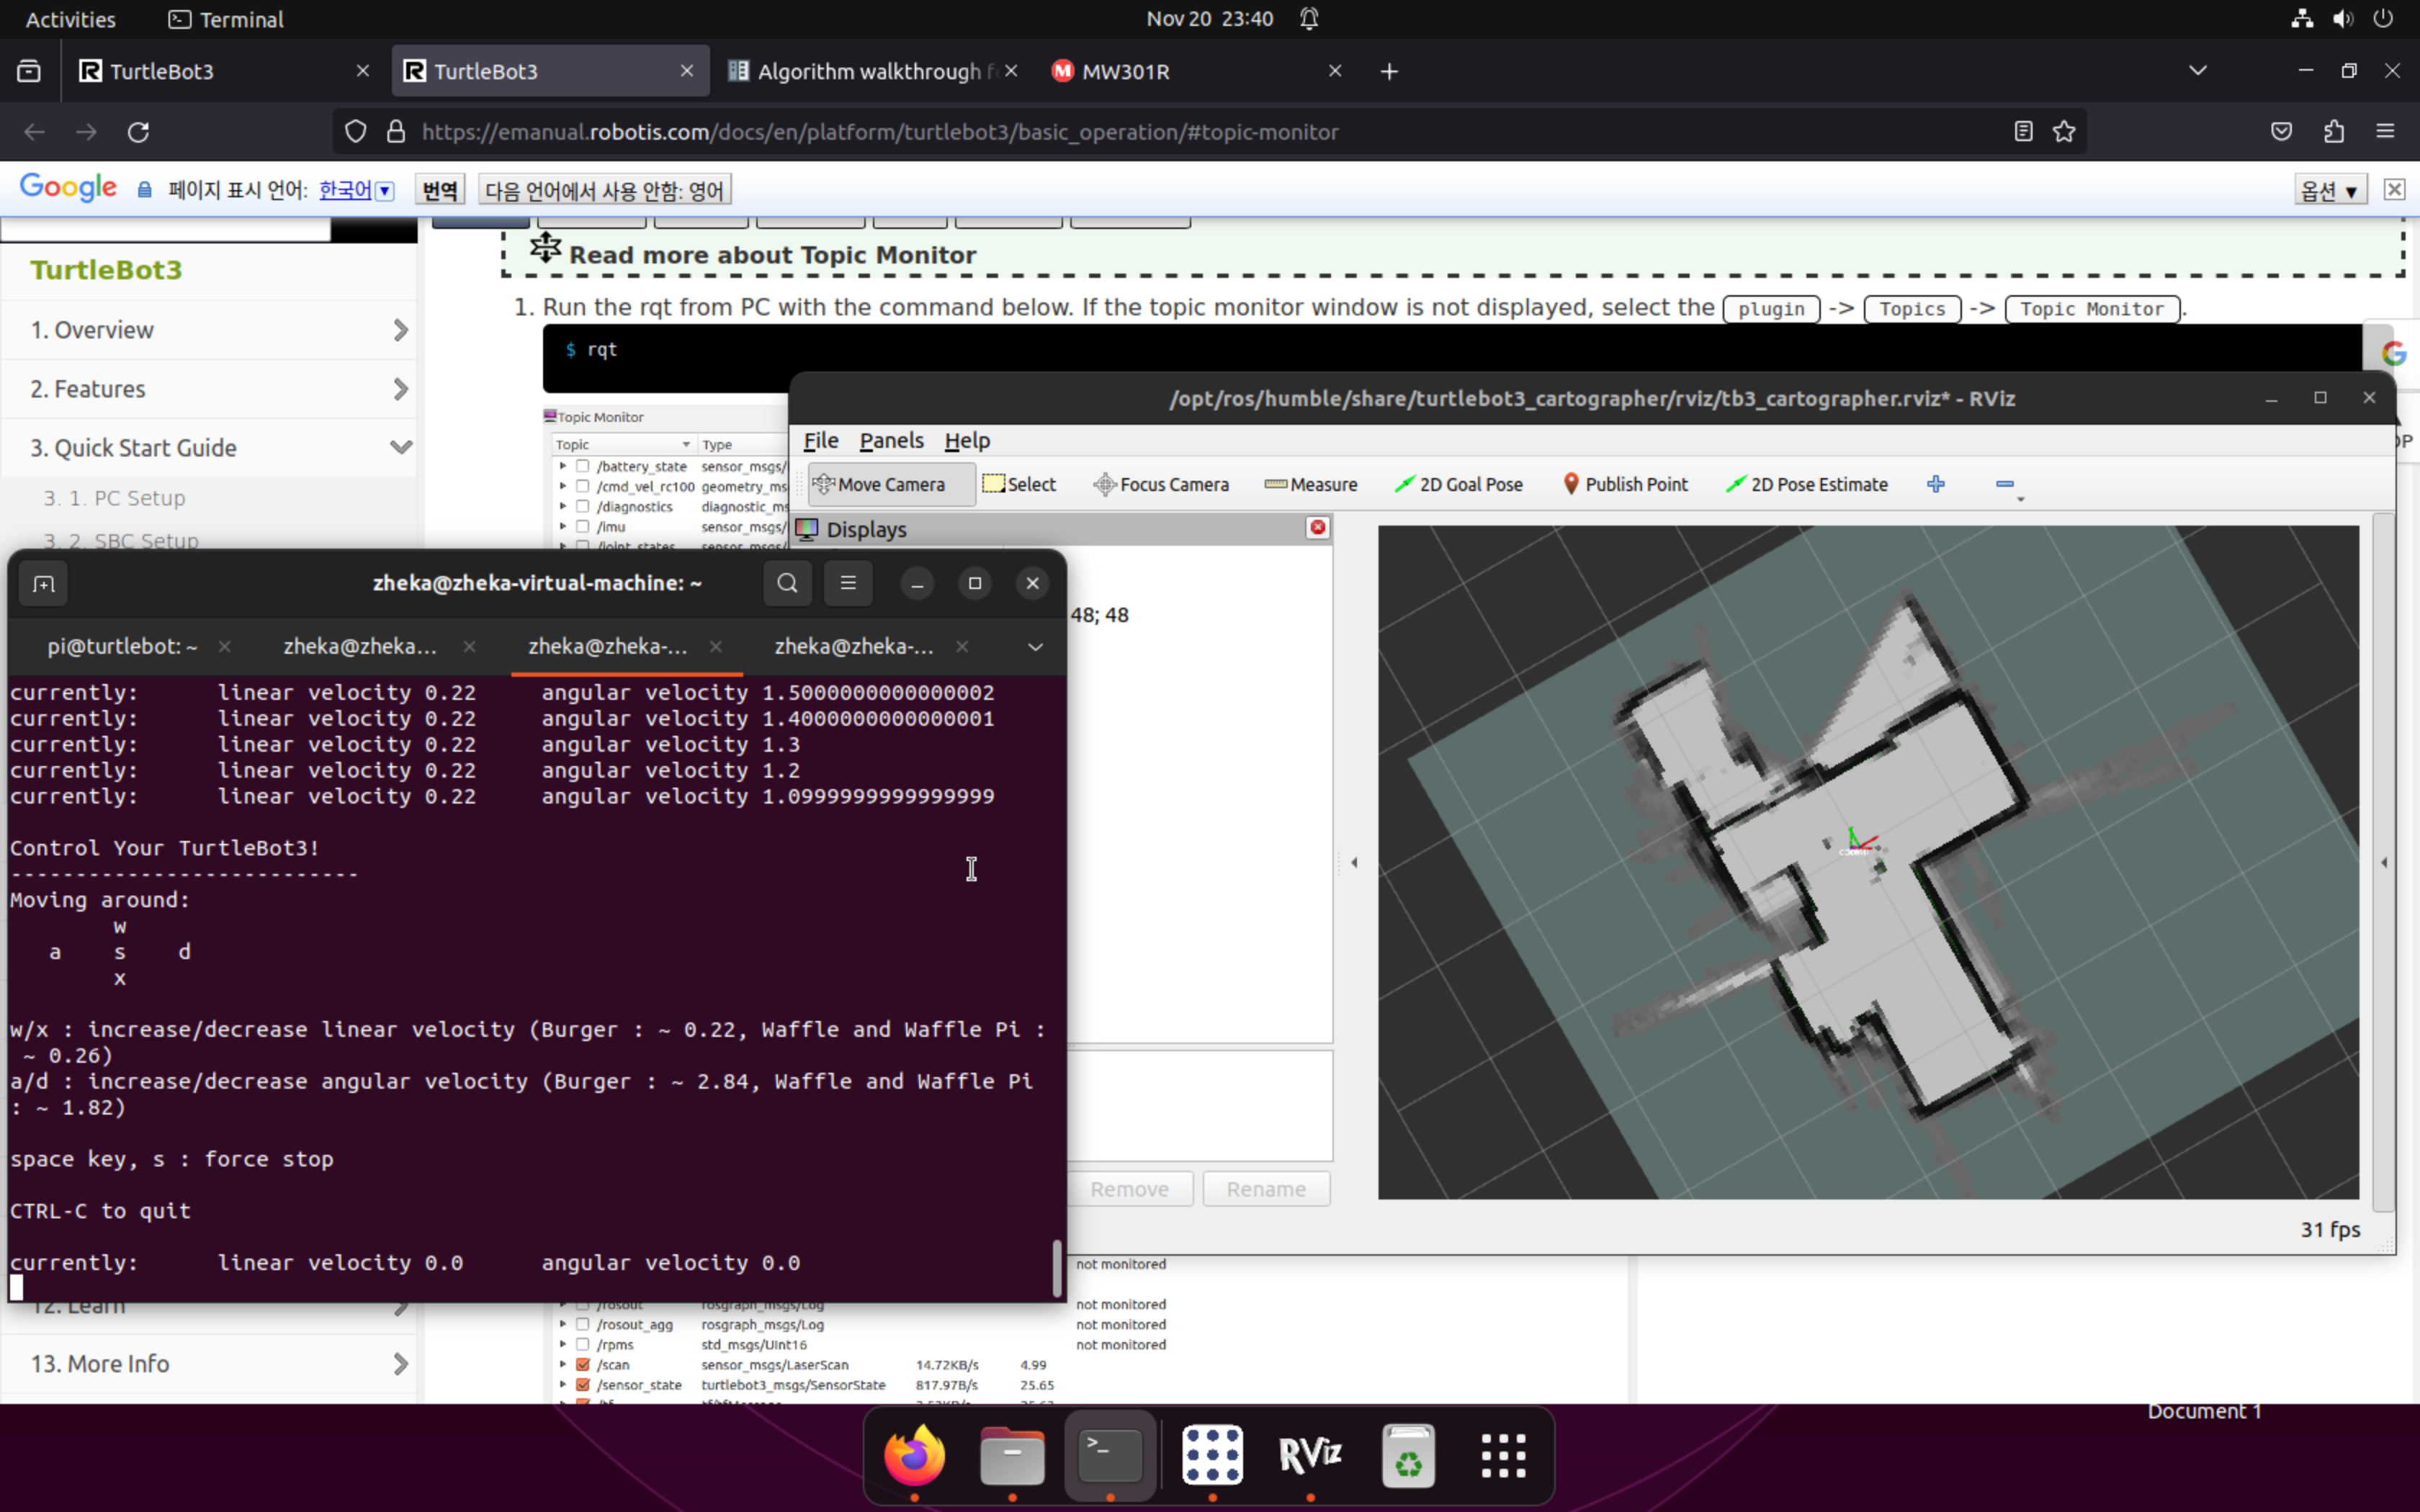 Activities Terminal Nov 20 23:40
TurtleBot3 TurtleBot3 Algorithm walkthrough f MW301R
https://emanual.robotis.com/docs/en/platform/turtlebot3/basic_operation/#topic-monitor
Google 페이지 표시 언어: 한국어 번역 다음 언어에서 사용 안함: 영어 옵션 ▼
TurtleBot3
1. Overview
2. Features
3. Quick Start Guide
3. 1. PC Setup
3. 2. SBC Setup
12. Learn
13. More Info
Read more about Topic Monitor
1. Run the rqt from PC with the command below. If the topic monitor window is not displayed, select the plugin -> Topics -> Topic Monitor .
$ rqt
Topic Monitor
Topic Type
/battery_state sensor_msgs/
/cmd_vel_rc100 geometry_ms
/diagnostics diagnostic_ms
/imu sensor_msgs/
/joint_states sensor_msgs/
/opt/ros/humble/share/turtlebot3_cartographer/rviz/tb3_cartographer.rviz* - RViz
File Panels Help
Move Camera Select Focus Camera Measure 2D Goal Pose Publish Point 2D Pose Estimate
Displays
48; 48
Remove Rename
31 fps
zheka@zheka-virtual-machine: ~
pi@turtlebot: ~ zheka@zheka... zheka@zheka-... zheka@zheka-...
currently: linear velocity 0.22 angular velocity 1.5000000000000002
currently: linear velocity 0.22 angular velocity 1.4000000000000001
currently: linear velocity 0.22 angular velocity 1.3
currently: linear velocity 0.22 angular velocity 1.2
currently: linear velocity 0.22 angular velocity 1.0999999999999999
Control Your TurtleBot3!
---------------------------
Moving around:
w
a s d
x
w/x : increase/decrease linear velocity (Burger : ~ 0.22, Waffle and Waffle Pi :
~ 0.26)
a/d : increase/decrease angular velocity (Burger : ~ 2.84, Waffle and Waffle Pi
: ~ 1.82)
space key, s : force stop
CTRL-C to quit
currently: linear velocity 0.0 angular velocity 0.0
not monitored
/rosout rosgraph_msgs/Log not monitored
/rosout_agg rosgraph_msgs/Log not monitored
/rpms std_msgs/UInt16 not monitored
/scan sensor_msgs/LaserScan 14.72KB/s 4.99
/sensor_state turtlebot3_msgs/SensorState 817.97B/s 25.65
Document 1
RViz